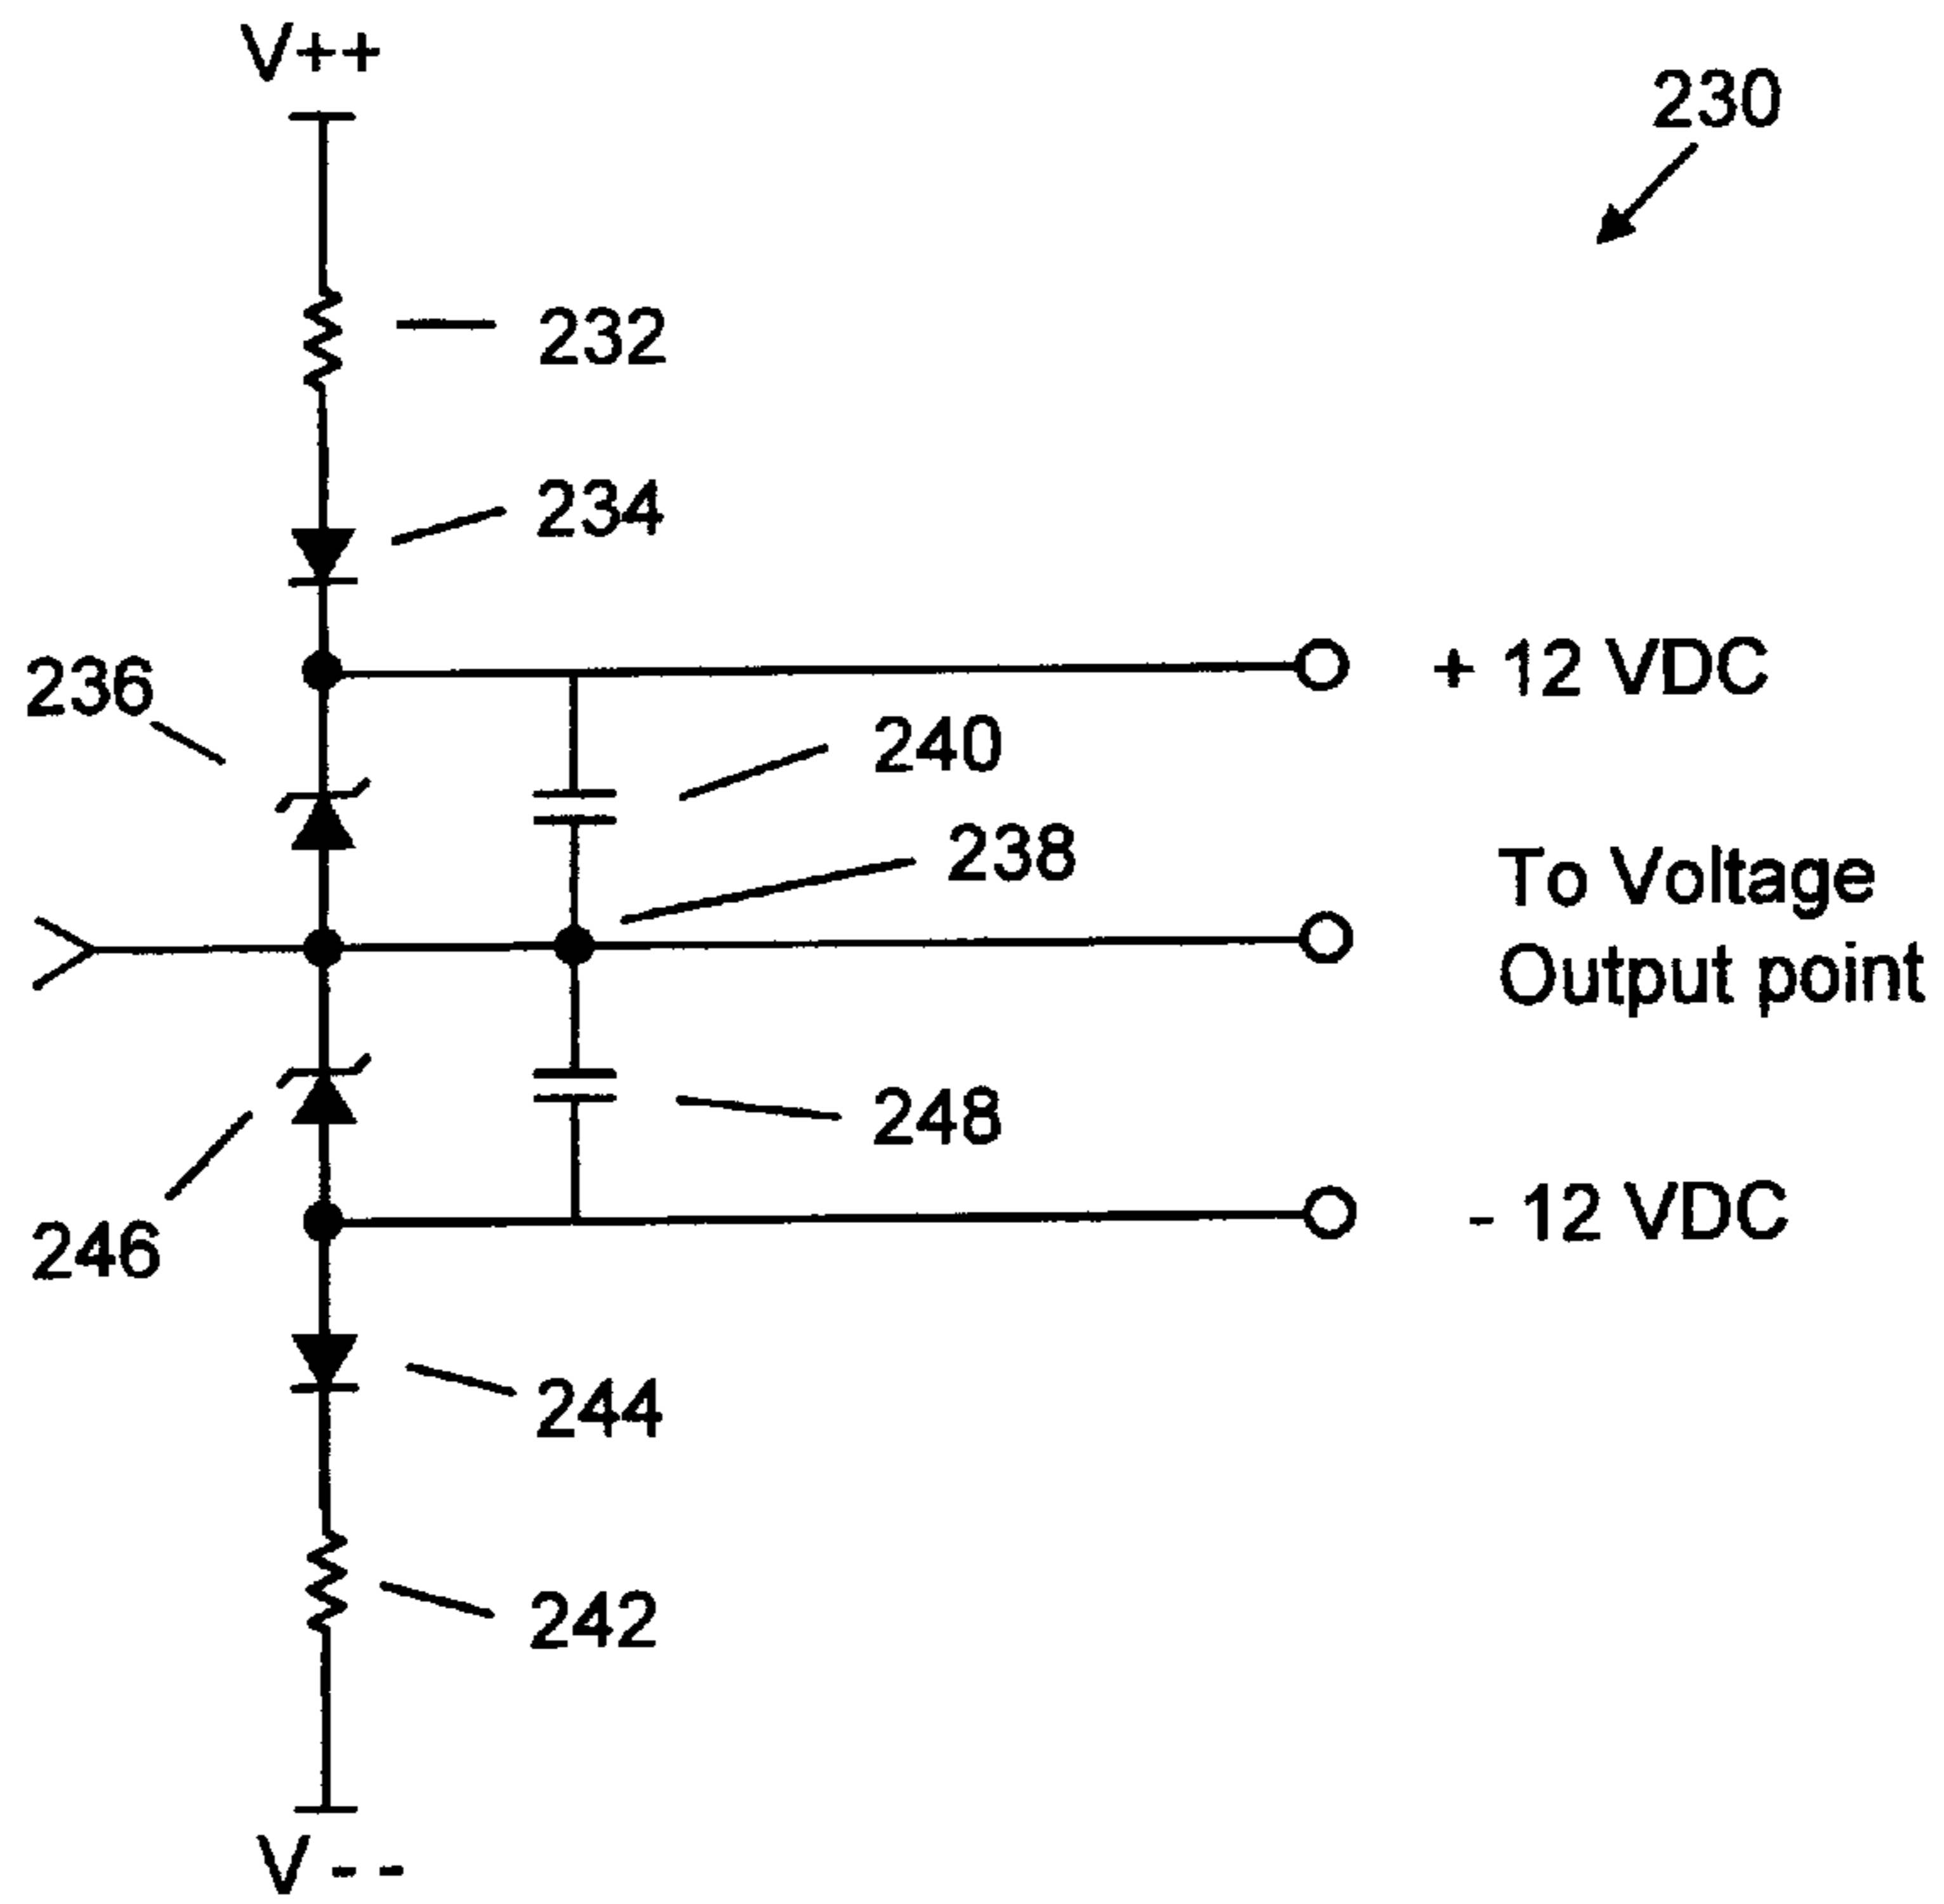 V++
230
232
234
236
+ 12 VDC
240
238
To Voltage
Output point
248
- 12 VDC
246
244
242
V - -